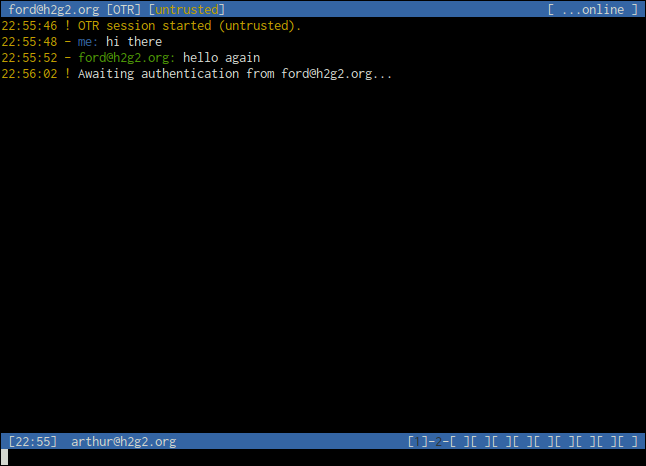 ford@h2g2.org [OTR] [untrusted] [ ...online ]
22:55:46 ! OTR session started (untrusted).
22:55:48 - me: hi there
22:55:52 - ford@h2g2.org: hello again
22:56:02 ! Awaiting authentication from ford@h2g2.org...
[22:55] arthur@h2g2.org [1]-2-[ ][ ][ ][ ][ ][ ][ ][ ][ ]